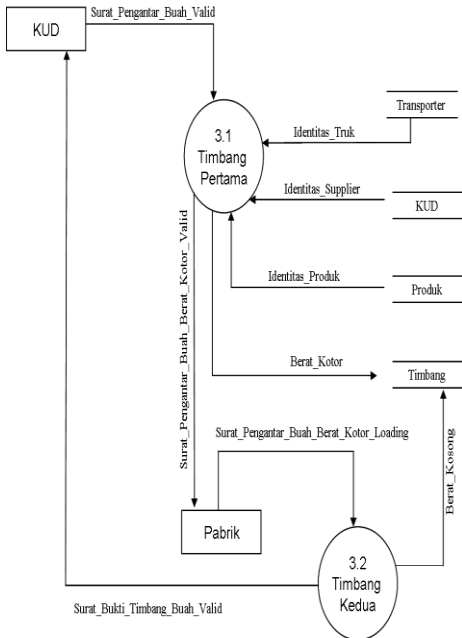 Surat_Pengantar_Buah_Valid
KUD
Transporter
3.1
Timbang
Pertama
Identitas_Truk
Identitas_Supplier
KUD
Surat_Pengantar_Buah_Berat_Kotor_Valid
Identitas_Produk
Produk
Berat_Kotor
Timbang
Surat_Pengantar_Buah_Berat_Kotor_Loading
Berat_Kosong
Pabrik
3.2
Timbang
Kedua
Surat_Bukti_Timbang_Buah_Valid